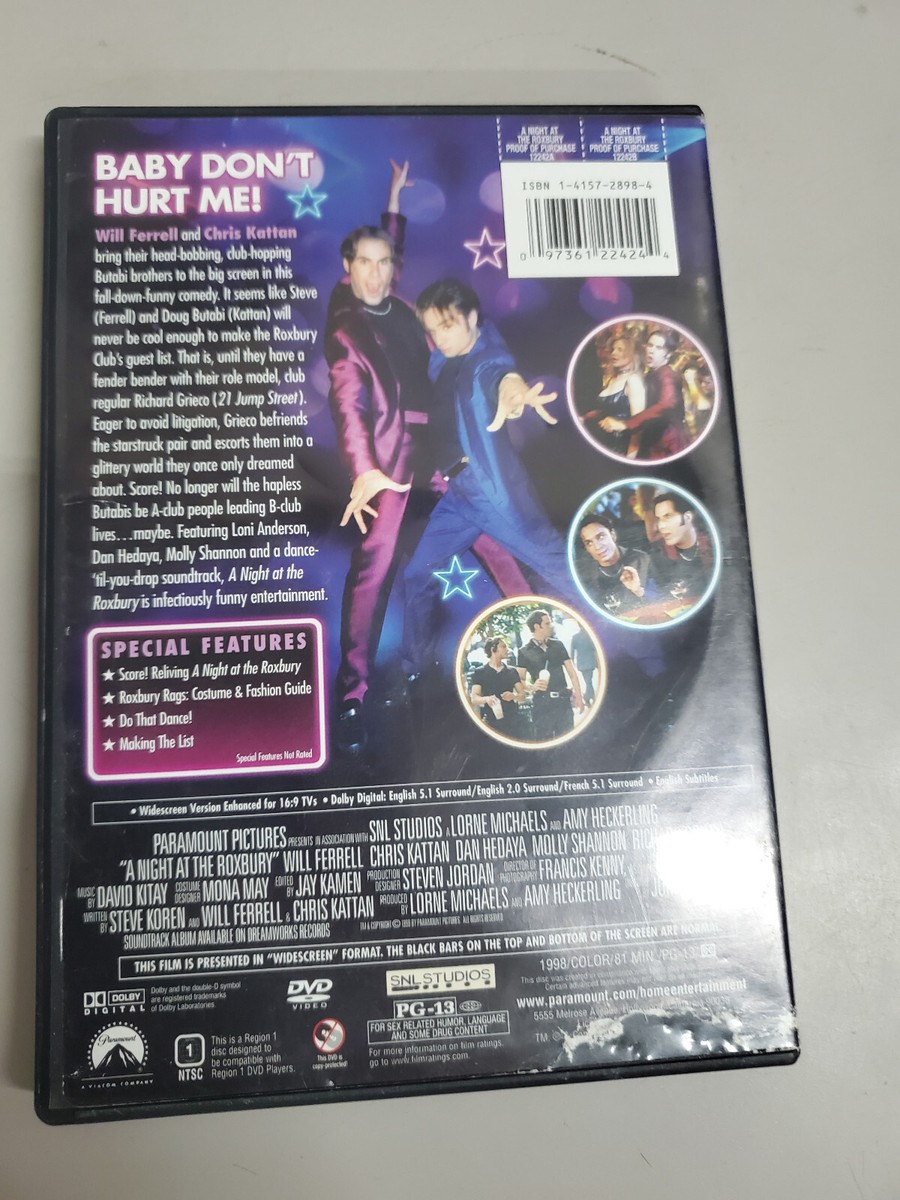 BABY DON'T
HURT ME!
Will Ferrell and Chris Kattan
bring their head-bobbing, club-hopping
Butabi brothers to the big screen in this
fall-down-funny comedy. It seems like Steve
(Ferrell) and Doug Butabi (Kattan) will
never be cool enough to make the Roxbury
Club's guest list. That is, until they have a
fender bender with their role model, club
regular Richard Grieco (21 Jump Street).
Eager to avoid litigation, Grieco befriends
the starstruck pair and escorts them into a
glittery world they once only dreamed
about. Score! No longer will the hapless
Butabis be A-club people leading B-club
lives...maybe. Featuring Loni Anderson,
Dan Hedaya, Molly Shannon and a dance-
'til-you-drop soundtrack, A Night at the
Roxbury is infectiously funny entertainment.
A NIGHT AT
THE ROXBURY
PROOF OF PURCHASE
12242A
A NIGHT AT
THE ROXBURY
PROOF OF PURCHASE
12242B
ISBN 1-4157-2898-4
0 97361 22424 4
SPECIAL FEATURES
★ Score! Reliving A Night at the Roxbury
★ Roxbury Rags: Costume & Fashion Guide
★ Do That Dance!
★ Making The List
Special Features Not Rated
• Widescreen Version Enhanced for 16:9 TVs • Dolby Digital: English 5.1 Surround/English 2.0 Surround/French 5.1 Surround • English Subtitles
PARAMOUNT PICTURES PRESENTS IN ASSOCIATION WITH SNL STUDIOS A LORNE MICHAELS AND AMY HECKERLING
"A NIGHT AT THE ROXBURY" WILL FERRELL CHRIS KATTAN DAN HEDAYA MOLLY SHANNON
MUSIC BY DAVID KITAY COSTUME DESIGNER MONA MAY EDITED BY JAY KAMEN PRODUCTION DESIGNER STEVEN JORDAN DIRECTOR OF PHOTOGRAPHY FRANCIS KENNY,
WRITTEN BY STEVE KOREN AND WILL FERRELL & CHRIS KATTAN PRODUCED BY LORNE MICHAELS AND AMY HECKERLING
SOUNDTRACK ALBUM AVAILABLE ON DREAMWORKS RECORDS
TM & COPYRIGHT © 1998 BY PARAMOUNT PICTURES ALL RIGHTS RESERVED
THIS FILM IS PRESENTED IN "WIDESCREEN" FORMAT. THE BLACK BARS ON THE TOP AND BOTTOM OF THE SCREEN ARE NORMAL
DOLBY
DIGITAL
Dolby and the double-D symbol
are registered trademarks
of Dolby Laboratories.
DVD
VIDEO
SNL STUDIOS
1998/COLOR/81 MIN./PG-13/
www.paramount.com/homeentertainment
5555 Melrose
TM
PG-13
FOR SEX RELATED HUMOR, LANGUAGE
AND SOME DRUG CONTENT
For more information on film ratings,
go to www.filmratings.com.
Paramount
A VIACOM COMPANY
1
NTSC
This is a Region 1
disc designed to
be compatible with
Region 1 DVD Players.
This DVD is
copy-protected!